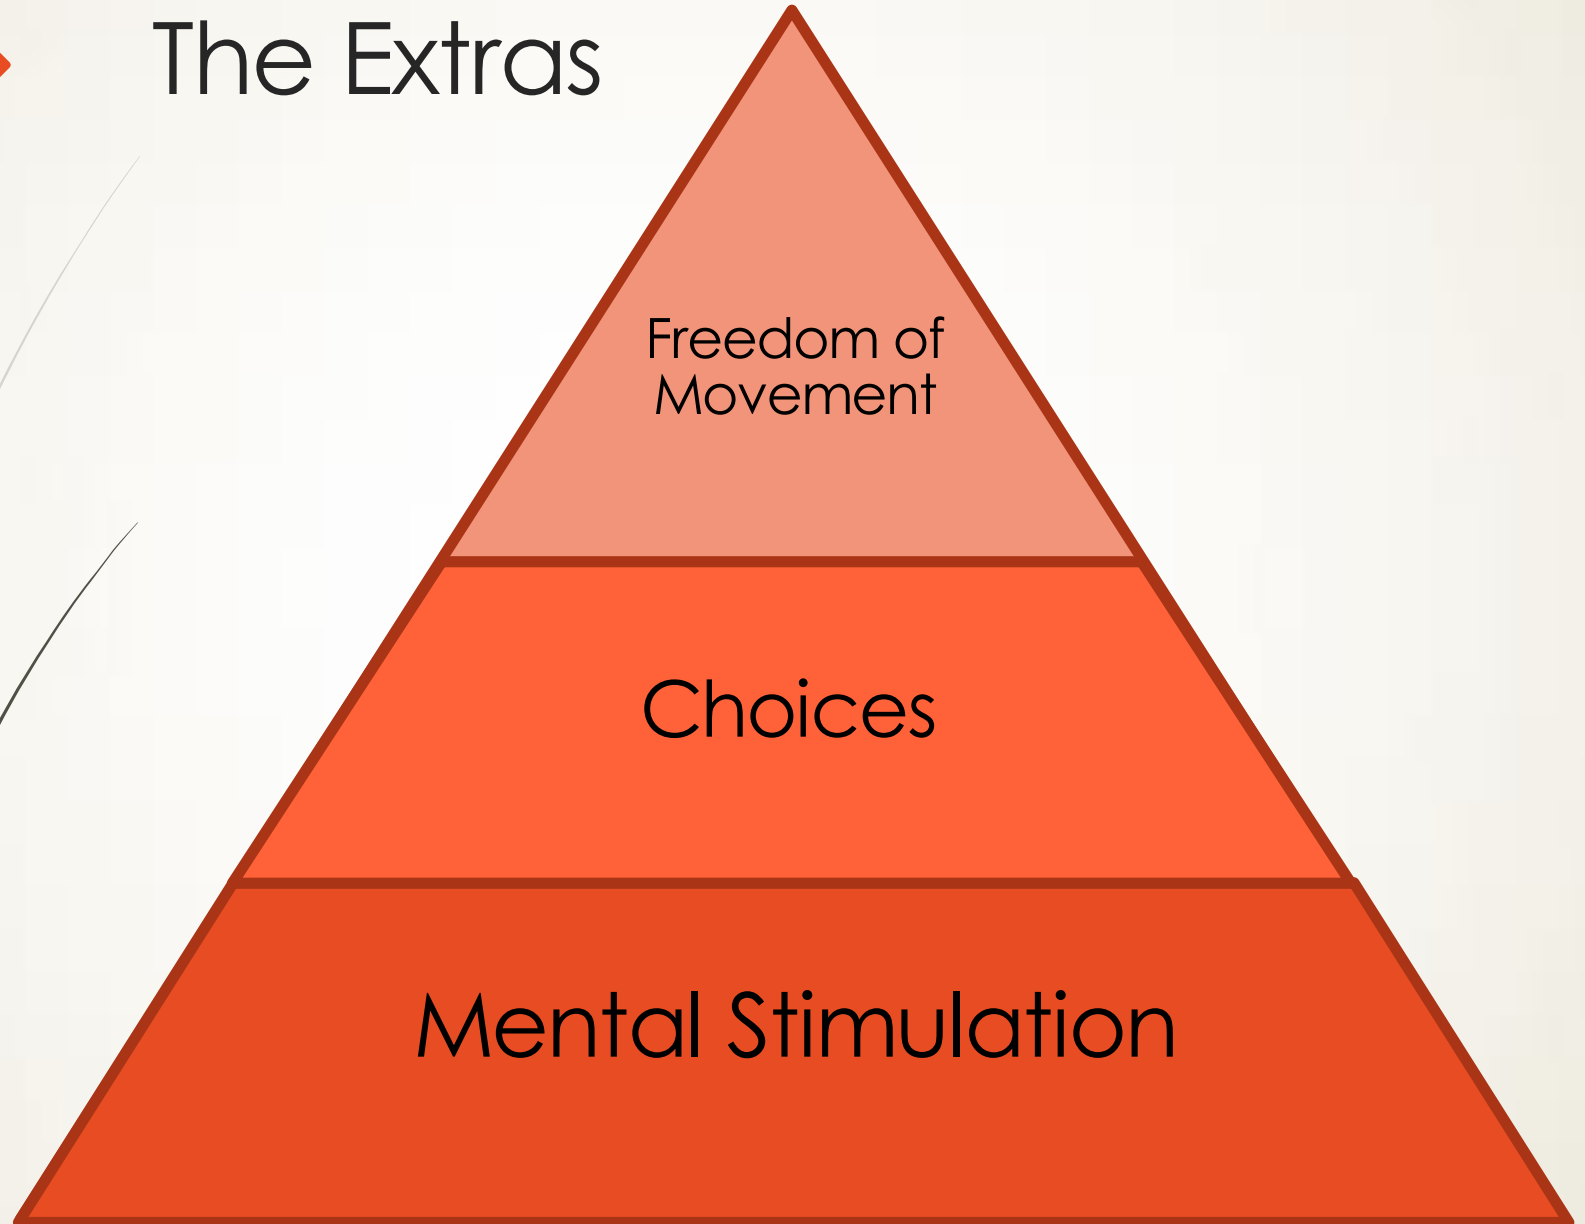 The Extras
Freedom of
Movement
Choices
Mental Stimulation